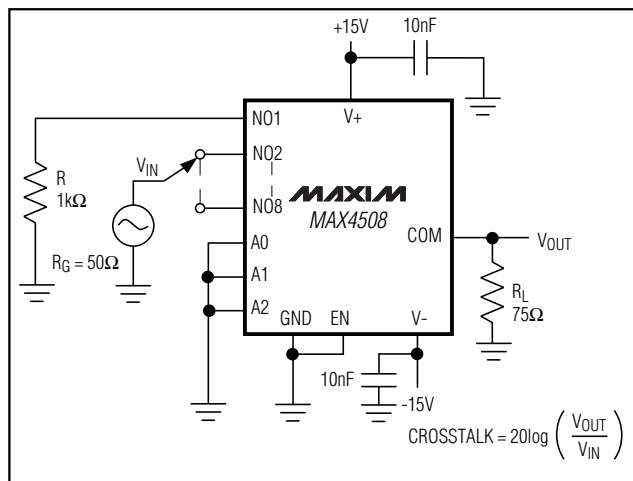 +15V
10nF
V+
NO1
NO2
NO8
A0
A1
A2
V_IN
R
1kΩ
R_G = 50Ω
MAXIM
MAX4508
COM
V_OUT
R_L
75Ω
GND
EN
V-
10nF
-15V
CROSSTALK = 20log ( V_OUT / V_IN )